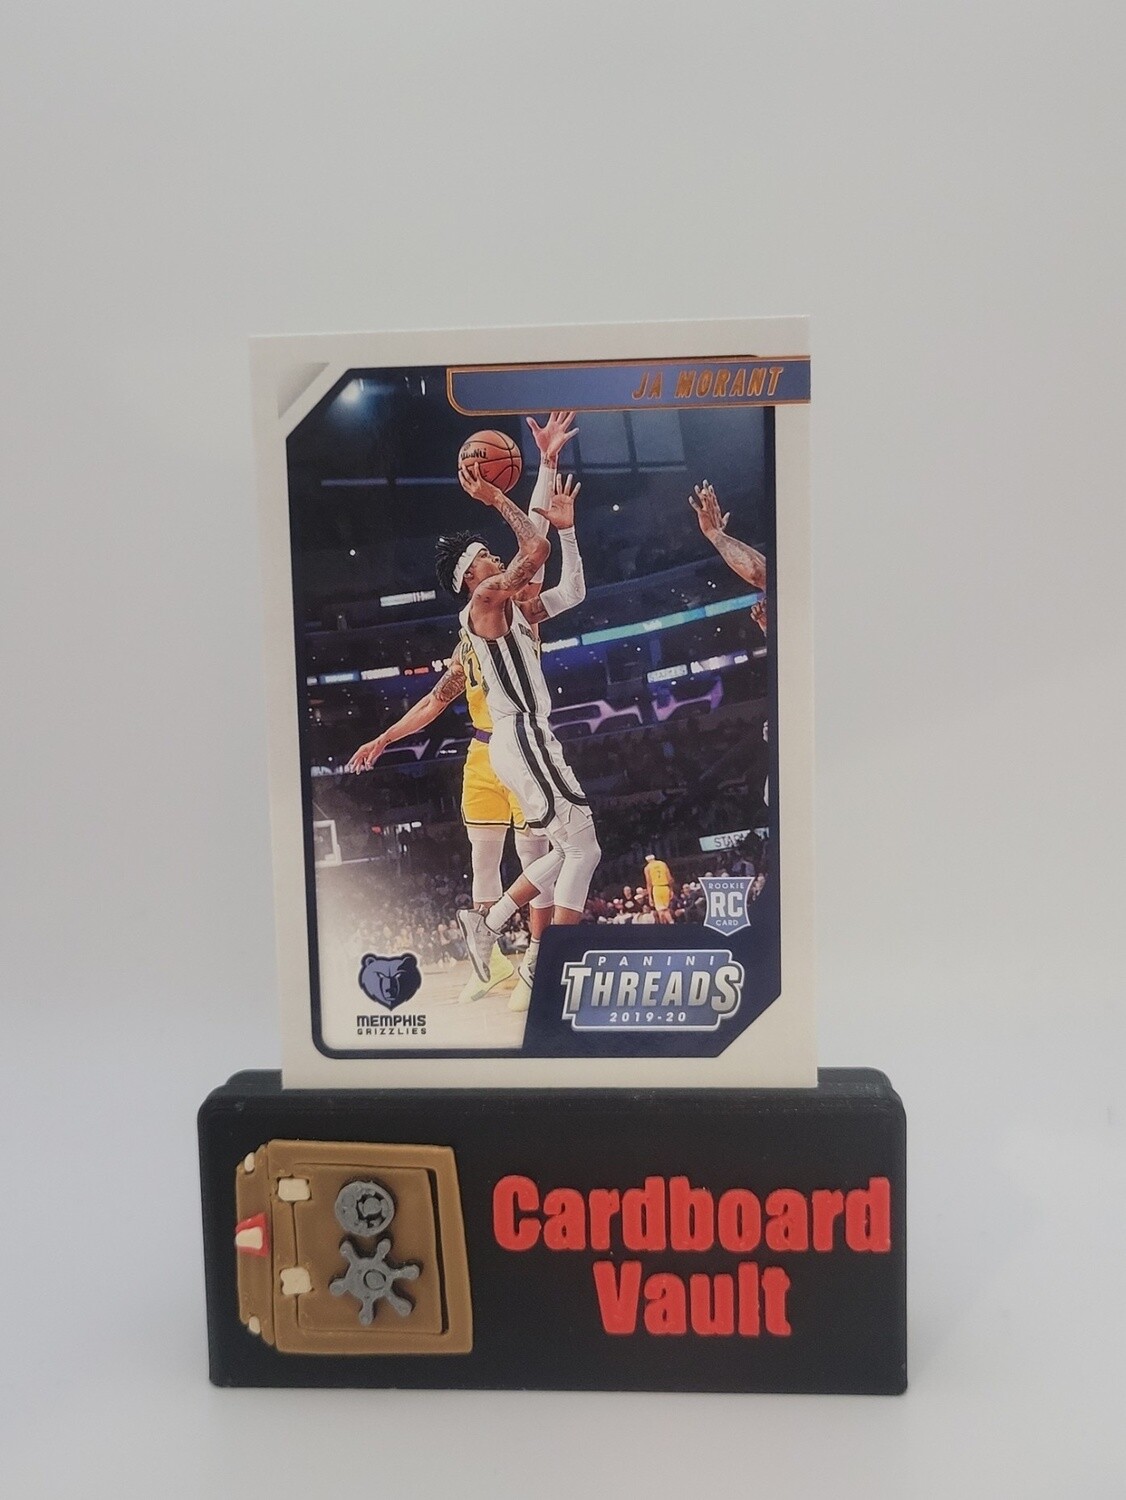 JA MORANT
ROOKIE
RC
CARD
PANINI
THREADS
2019-20
MEMPHIS
GRIZZLIES
Cardboard
Vault